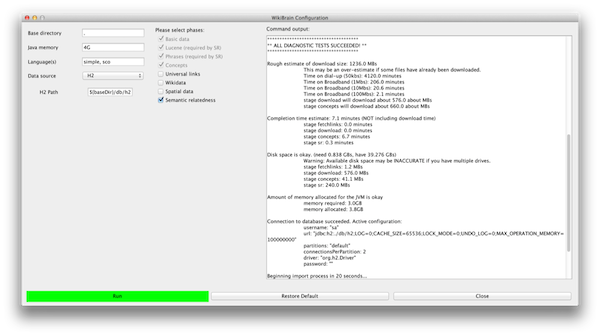 WikiBrain Configuration
Base directory
.
Java memory
4G
Language(s)
simple, sco
Data source
H2
H2 Path
${baseDir}/db/h2
Please select phases:
Basic data
Lucene (required by SR)
Phrases (required by SR)
Concepts
Universal links
Wikidata
Spatial data
Semantic relatedness
Command output:
**************************************
** ALL DIAGNOSTIC TESTS SUCCEEDED! **
**************************************
Rough estimate of download size: 1236.0 MBs
This may be an over-estimate if some files have already been downloaded.
Time on dial-up (50kbs): 4120.0 minutes
Time on Broadband (1Mbs): 206.0 minutes
Time on Broadband (10Mbs): 20.6 minutes
Time on Broadband (100Mbs): 2.1 minutes
stage download will download about 576.0 MBs
stage concepts will download about 660.0 MBs
Completion time estimate: 7.1 minutes (NOT including download time)
stage fetchlinks: 0.0 minutes
stage download: 0.0 minutes
stage concepts: 6.7 minutes
stage sr: 0.3 minutes
Disk space is okay. (need 0.838 GBs, have 39.276 GBs)
Warning: Available disk space may be INACCURATE if you have multiple drives.
stage fetchlinks: 1.2 MBs
stage download: 576.0 MBs
stage concepts: 41.1 MBs
stage sr: 240.0 MBs
Amount of memory allocated for the JVM is okay
memory required: 3.0GB
memory allocated: 3.8GB
Connection to database succeeded. Active configuration:
username: "sa"
url: "jdbc:h2:./db/h2;LOG=0;CACHE_SIZE=65536;LOCK_MODE=0;UNDO_LOG=0;MAX_OPERATION_MEMORY=
100000000"
partitions: "default"
connectionsPerPartition: 2
driver: "org.h2.Driver"
password: ""
Beginning import process in 20 seconds...
Run
Restore Default
Close